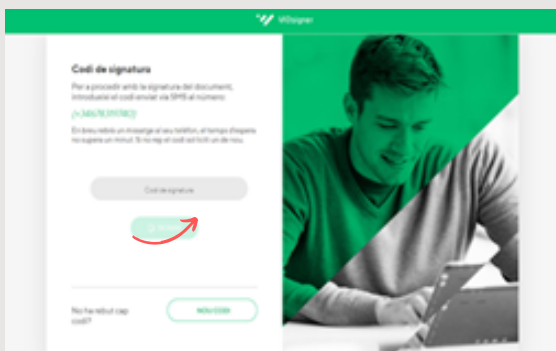 VIDsigner
Codi de signatura
Per a procedir amb la signatura del document,
introdueixi el codi enviat via SMS al número:
En breu rebrà un missatge al seu telèfon, el temps d'espera
no supera un minut. Si no rep el codi sol·liciti un de nou.
Codi de signatura
No ha rebut cap
NOU CODI
codi?